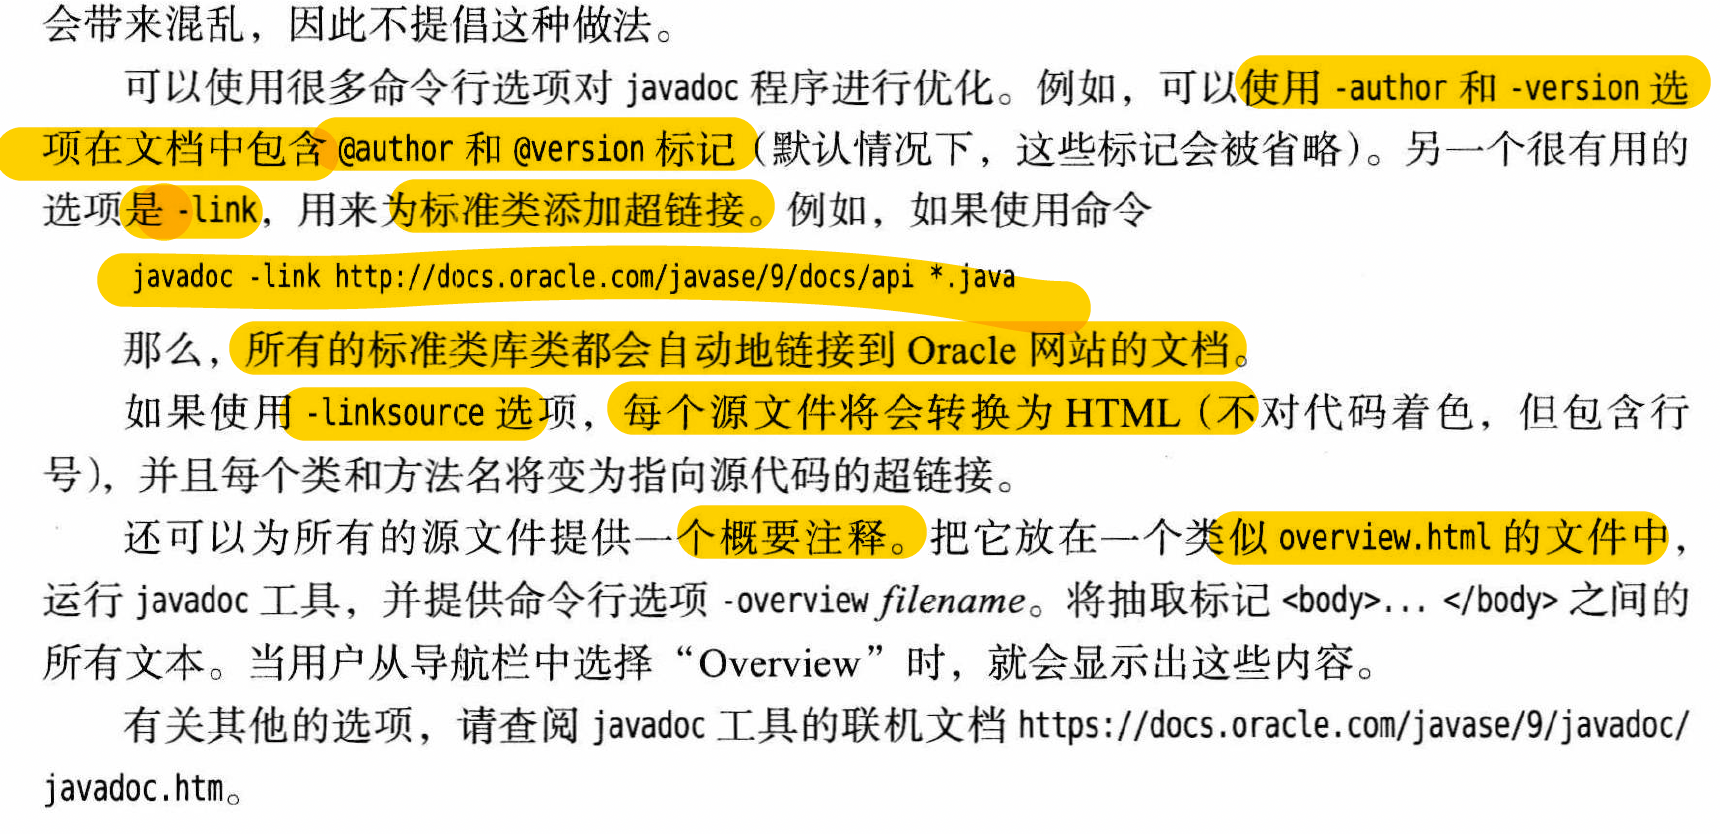 会带来混乱，因此不提倡这种做法。
可以使用很多命令行选项对 javadoc 程序进行优化。例如，可以使用 -author 和 -version 选
项在文档中包含 @author 和 @version 标记（默认情况下，这些标记会被省略）。另一个很有用的
选项是 -link，用来为标准类添加超链接。例如，如果使用命令
javadoc -link http://docs.oracle.com/javase/9/docs/api *.java
那么，所有的标准类库类都会自动地链接到 Oracle 网站的文档。
如果使用 -linksource 选项，每个源文件将会转换为 HTML（不对代码着色，但包含行
号），并且每个类和方法名将变为指向源代码的超链接。
还可以为所有的源文件提供一个概要注释。把它放在一个类似 overview.html 的文件中，
运行 javadoc 工具，并提供命令行选项 -overview filename。将抽取标记 <body>... </body> 之间的
所有文本。当用户从导航栏中选择“Overview”时，就会显示出这些内容。
有关其他的选项，请查阅 javadoc 工具的联机文档 https://docs.oracle.com/javase/9/javadoc/
javadoc.htm。